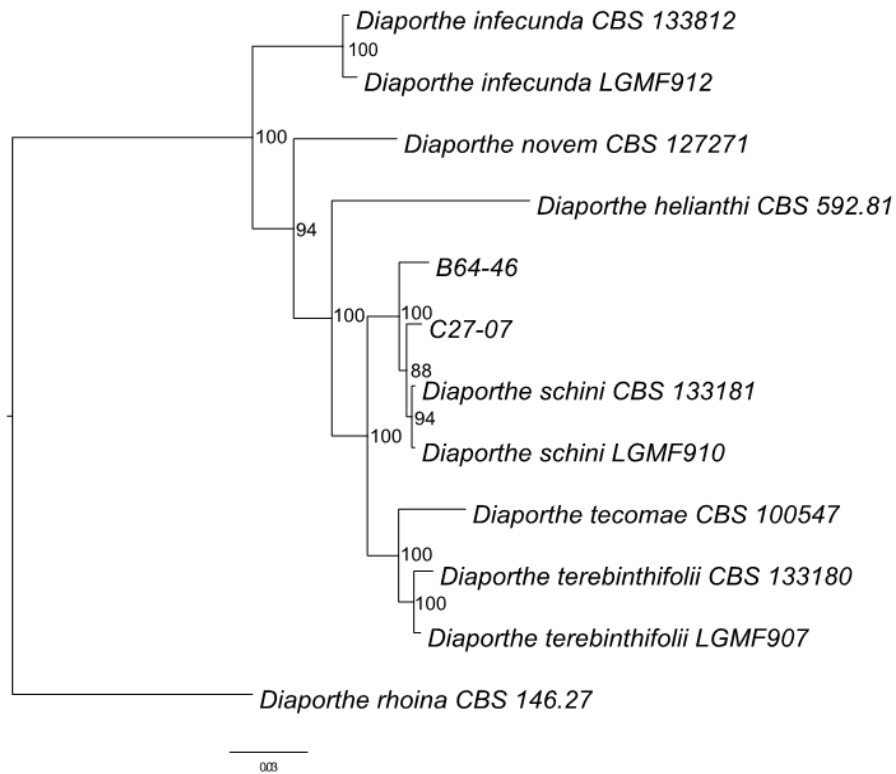 Diaporthe infecunda CBS 133812
100
Diaporthe infecunda LGMF912
100
Diaporthe novem CBS 127271
Diaporthe helianthi CBS 592.81
94
B64-46
100
100
C27-07
88
Diaporthe schini CBS 133181
94
100
Diaporthe schini LGMF910
Diaporthe tecomae CBS 100547
100
Diaporthe terebinthifolii CBS 133180
100
Diaporthe terebinthifolii LGMF907
Diaporthe rhoina CBS 146.27
0.03